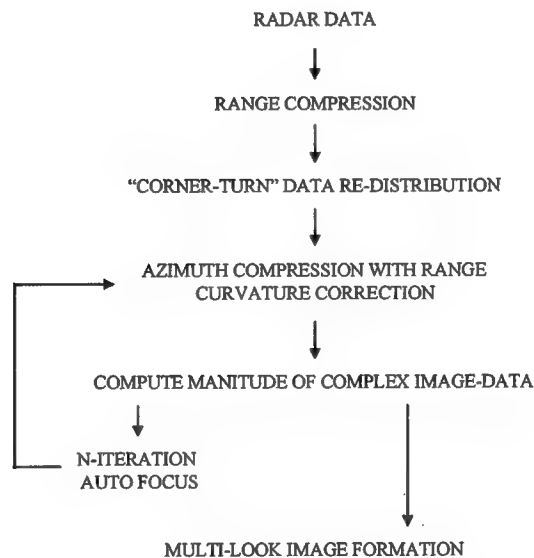 RADAR DATA
RANGE COMPRESSION
“CORNER-TURN” DATA RE-DISTRIBUTION
AZIMUTH COMPRESSION WITH RANGE
CURVATURE CORRECTION
COMPUTE MANITUDE OF COMPLEX IMAGE-DATA
N-ITERATION
AUTO FOCUS
MULTI-LOOK IMAGE FORMATION